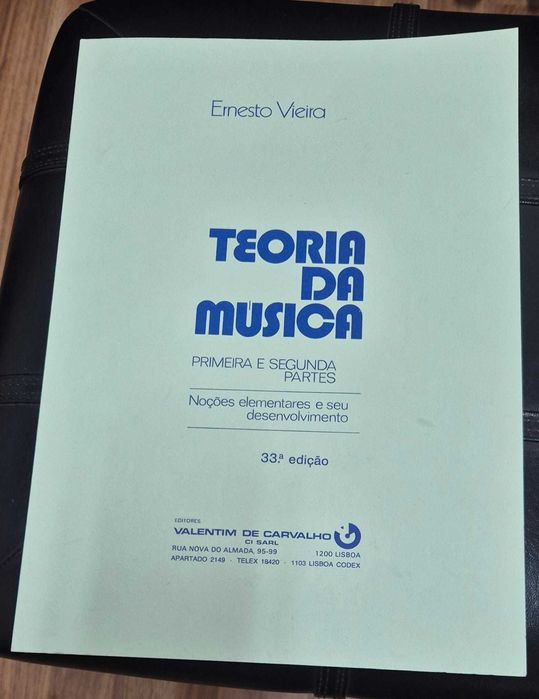 Ernesto Vieira
TEORIA
DA
MÚSICA
PRIMEIRA E SEGUNDA
PARTES
Noções elementares e seu
desenvolvimento
33.ª edição
EDITORES
VALENTIM DE CARVALHO
CI SARL
RUA NOVA DO ALMADA, 95-99 1200 LISBOA
APARTADO 2149 · TELEX 18420 · 1103 LISBOA CODEX